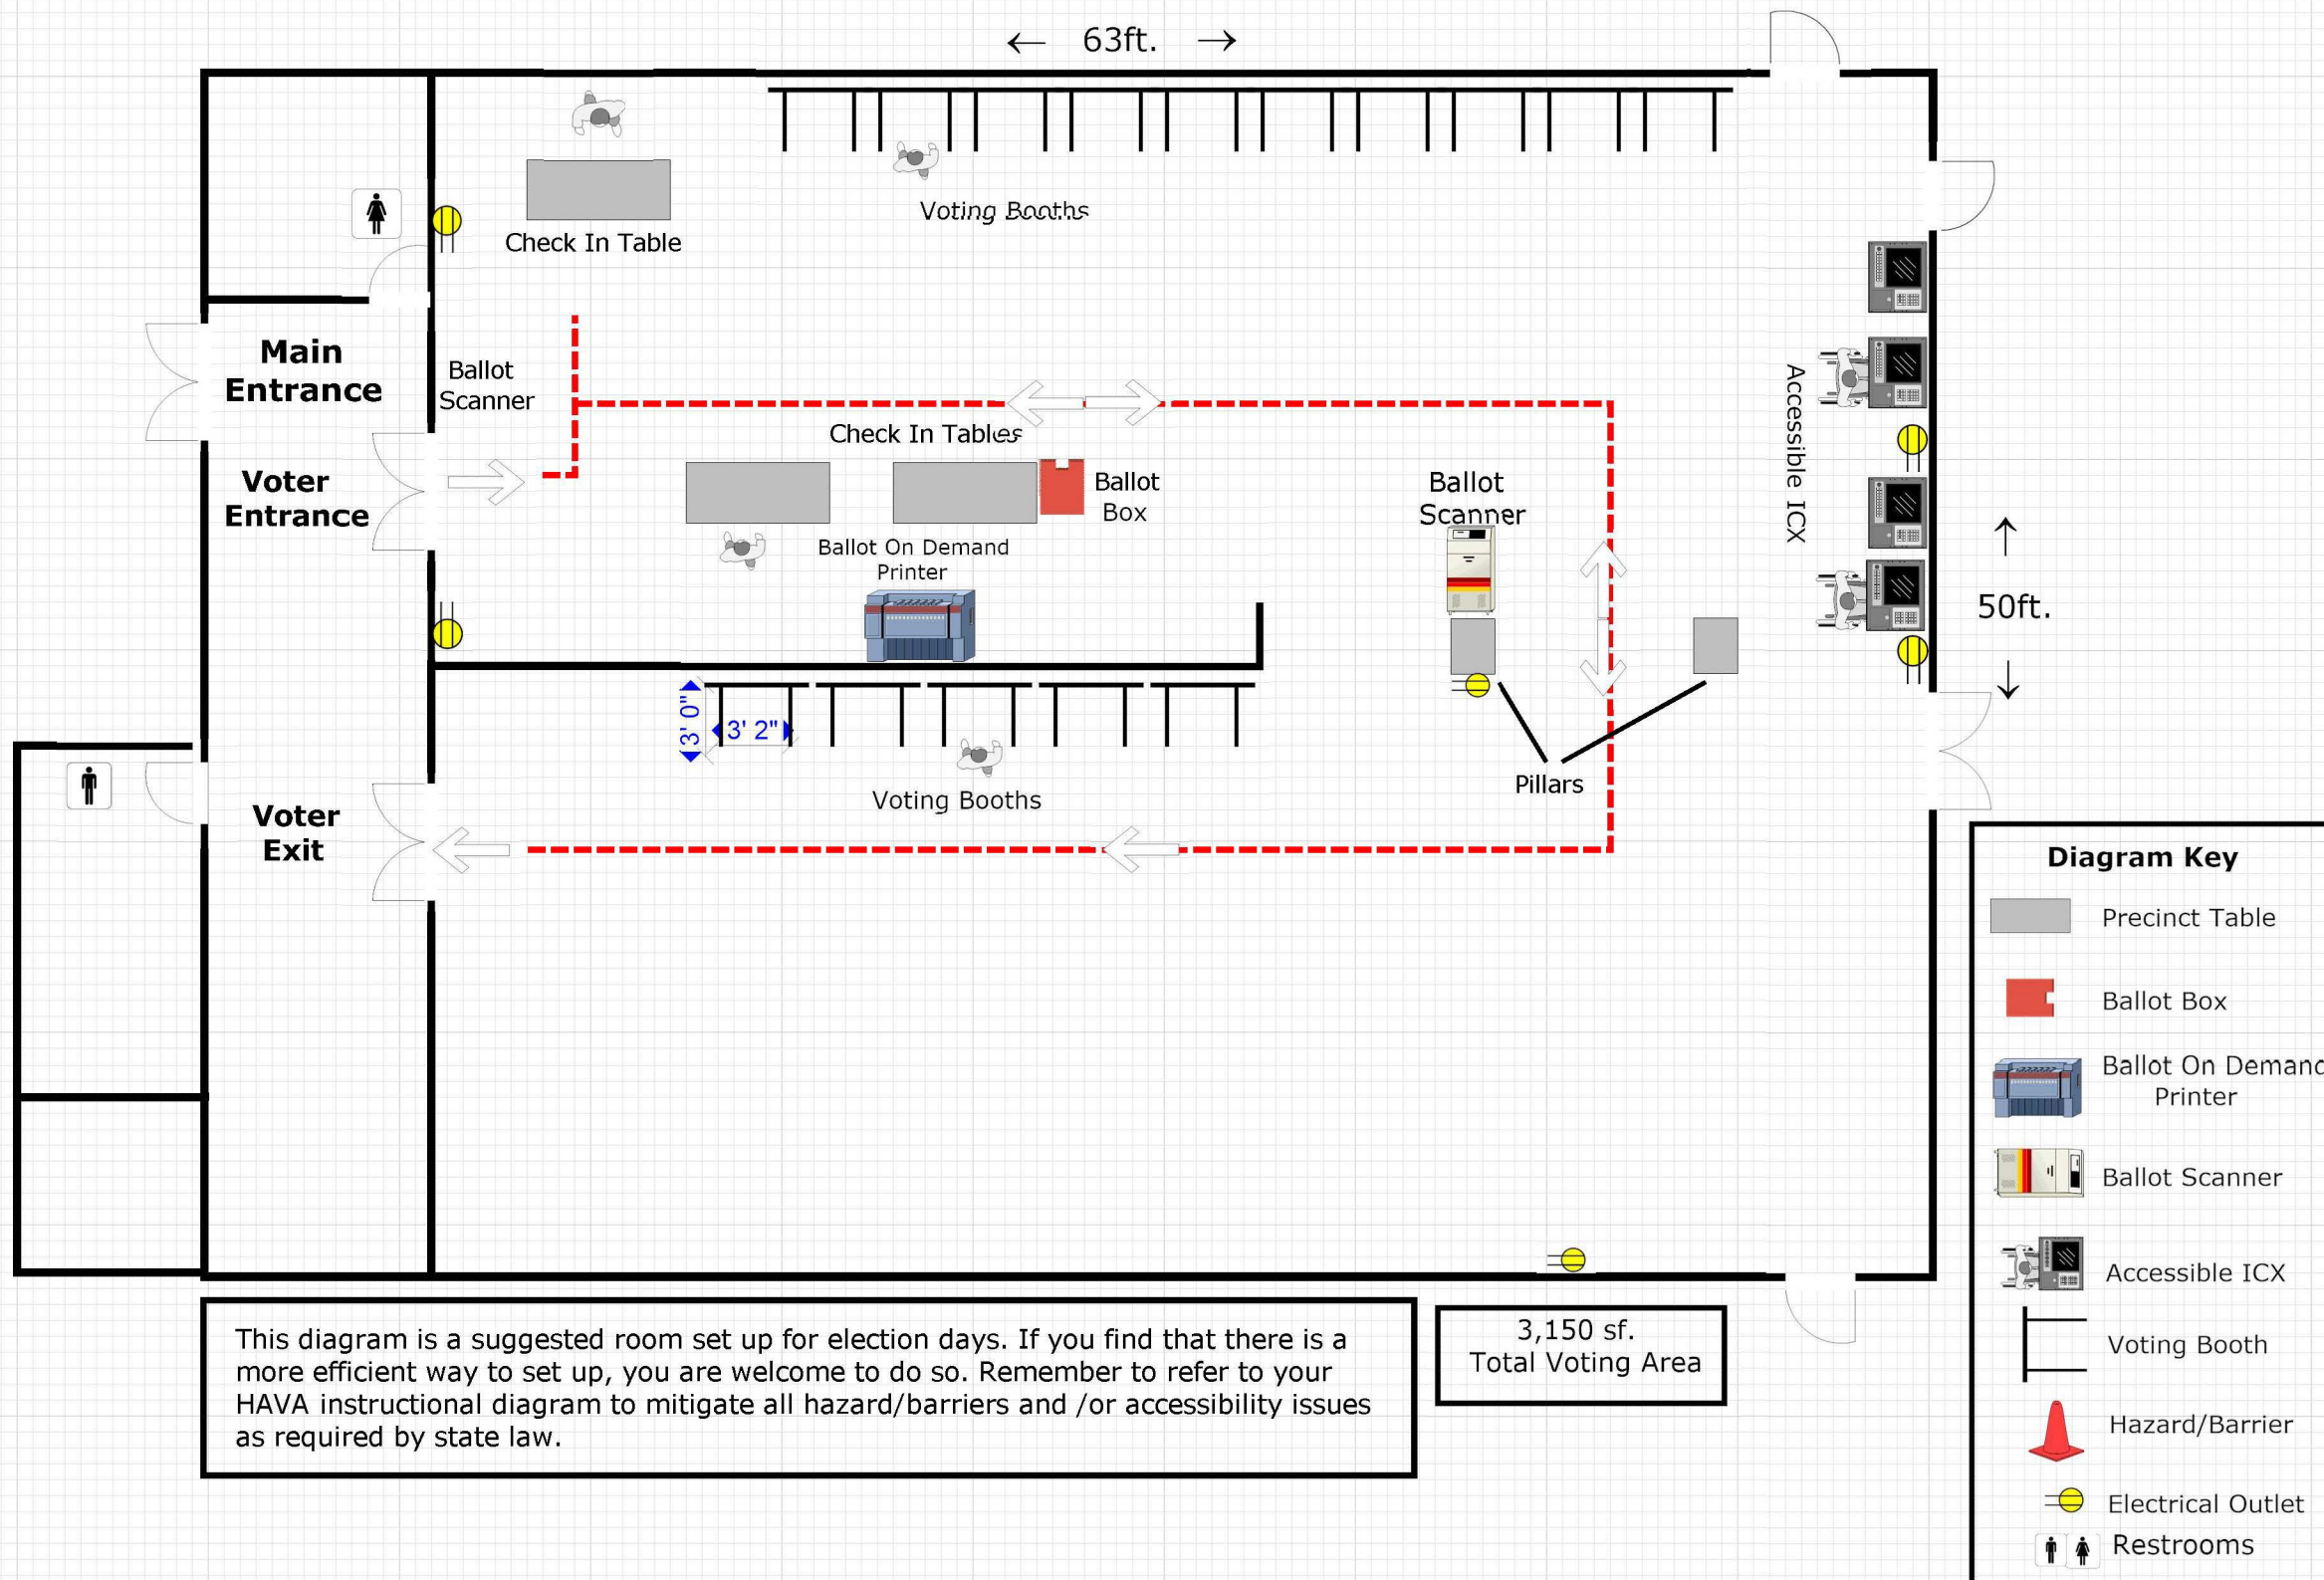 ← 63ft. →
Voting Booths
Check In Table
Main
Entrance
Ballot
Scanner
Check In Tables
Voter
Entrance
Ballot
Box
Ballot On Demand
Printer
Ballot
Scanner
Accessible ICX
↑
50ft.
↓
3' 0"
3' 2"
Voting Booths
Pillars
Voter
Exit
Diagram Key
Precinct Table
Ballot Box
Ballot On Demand
Printer
Ballot Scanner
Accessible ICX
Voting Booth
Hazard/Barrier
Electrical Outlet
Restrooms
This diagram is a suggested room set up for election days. If you find that there is a
more efficient way to set up, you are welcome to do so. Remember to refer to your
HAVA instructional diagram to mitigate all hazard/barriers and /or accessibility issues
as required by state law.
3,150 sf.
Total Voting Area